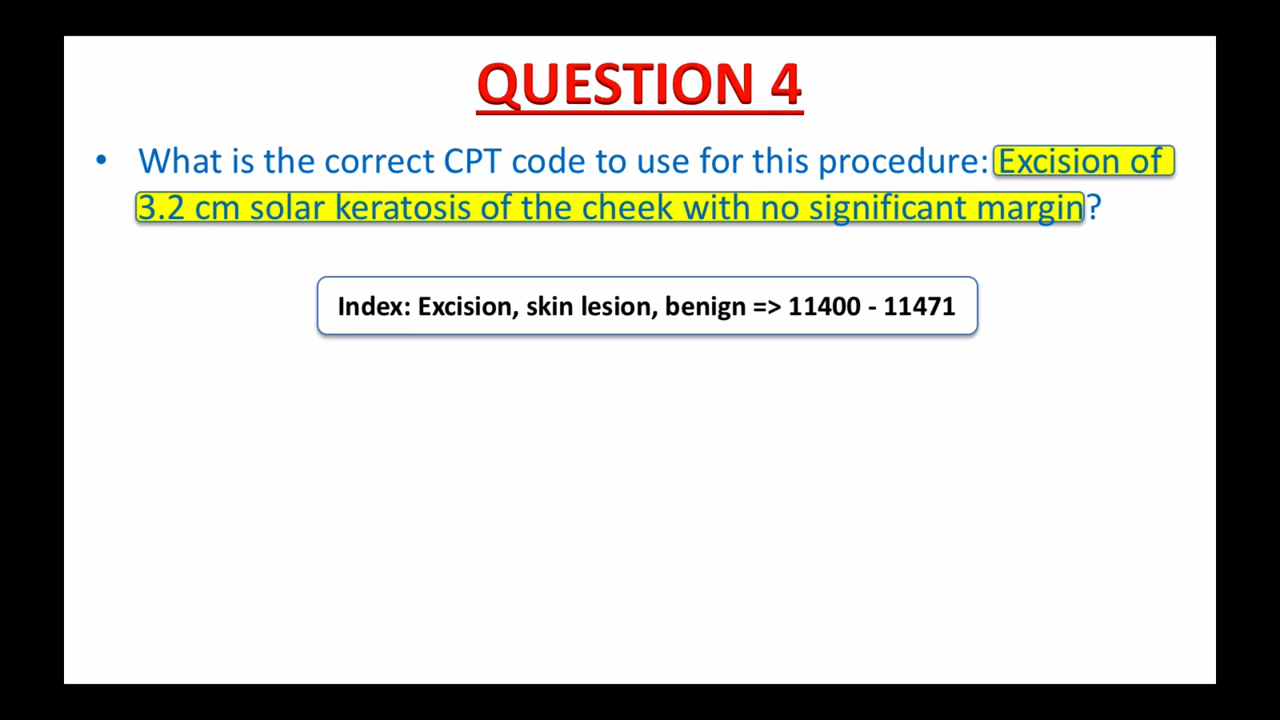 QUESTION 4
• What is the correct CPT code to use for this procedure: Excision of
3.2 cm solar keratosis of the cheek with no significant margin?
Index: Excision, skin lesion, benign => 11400 - 11471